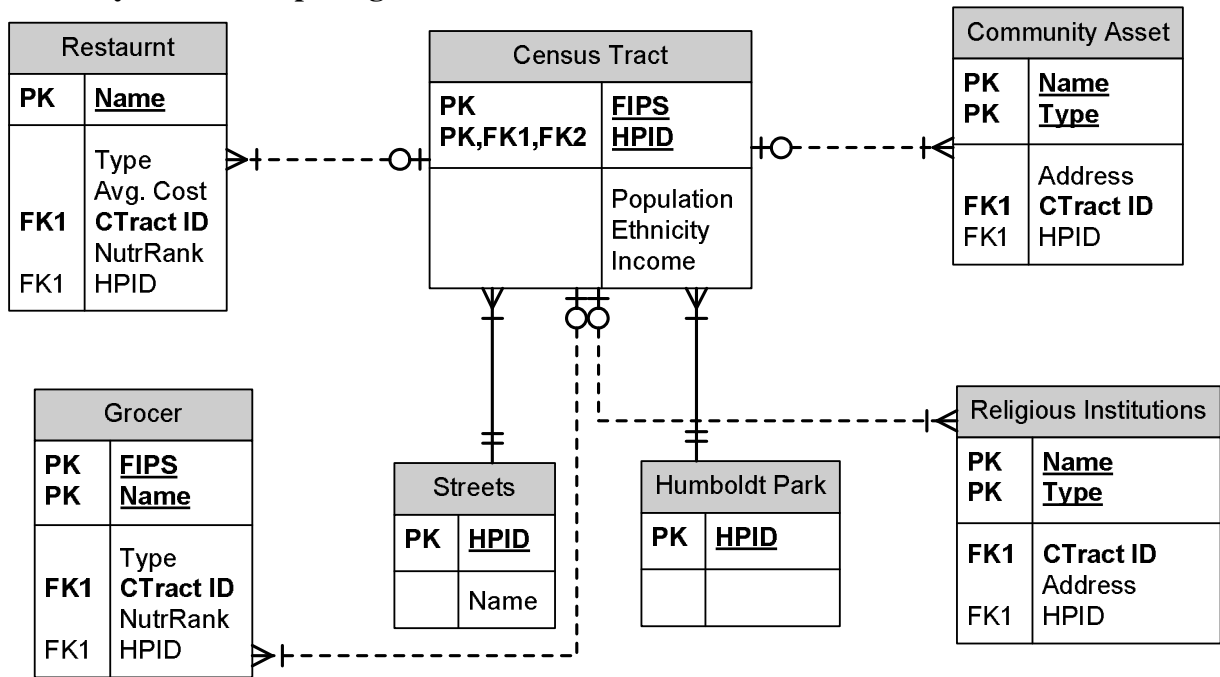 Restaurnt
PK Name
Type
Avg. Cost
FK1 CTract ID
NutrRank
FK1 HPID
Census Tract
PK FIPS
PK,FK1,FK2 HPID
Population
Ethnicity
Income
Community Asset
PK Name
PK Type
Address
FK1 CTract ID
FK1 HPID
Grocer
PK FIPS
PK Name
Type
FK1 CTract ID
NutrRank
FK1 HPID
Streets
PK HPID
Name
Humboldt Park
PK HPID
Religious Institutions
PK Name
PK Type
FK1 CTract ID
Address
FK1 HPID